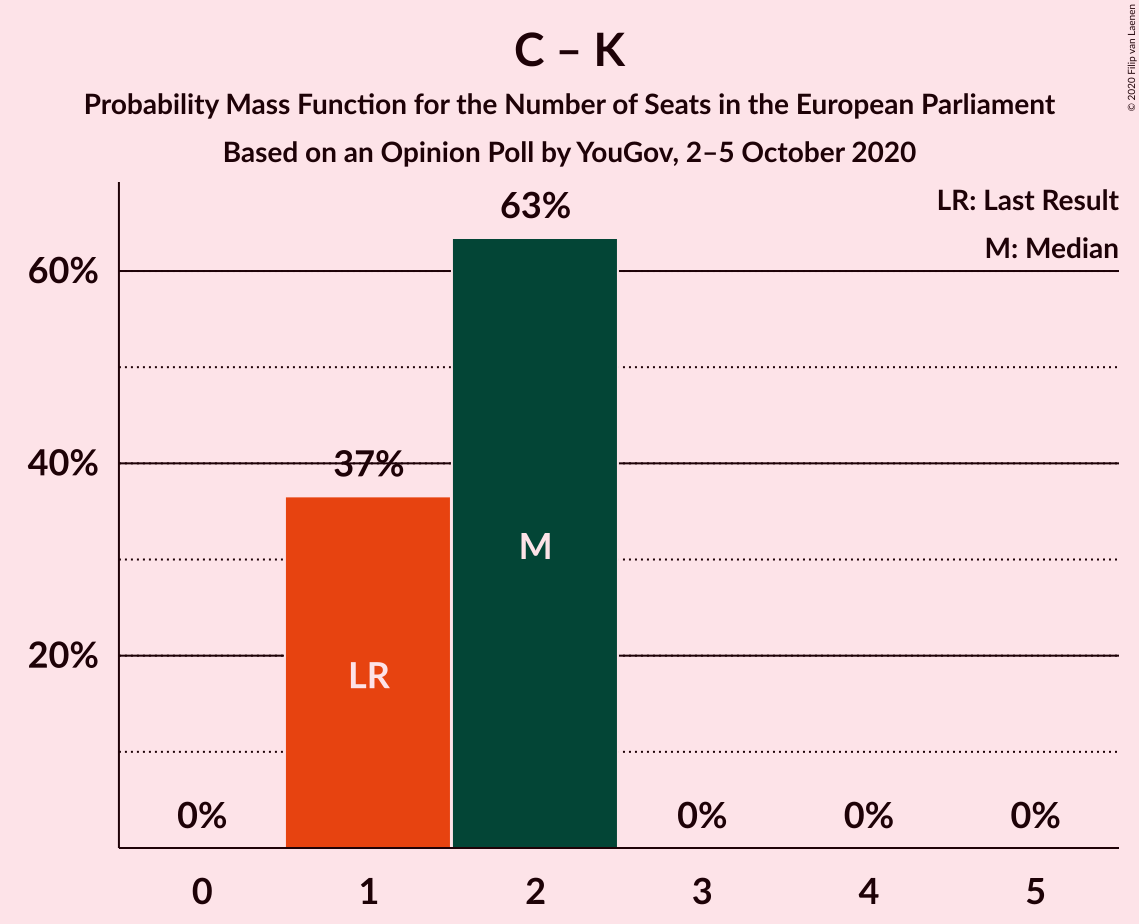 C – K
Probability Mass Function for the Number of Seats in the European Parliament
Based on an Opinion Poll by YouGov, 2–5 October 2020
© 2020 Filip van Laenen
LR: Last Result
M: Median
63%
60%
40%
37%
M
20%
LR
0%
0%
0%
0%
0
1
2
3
4
5